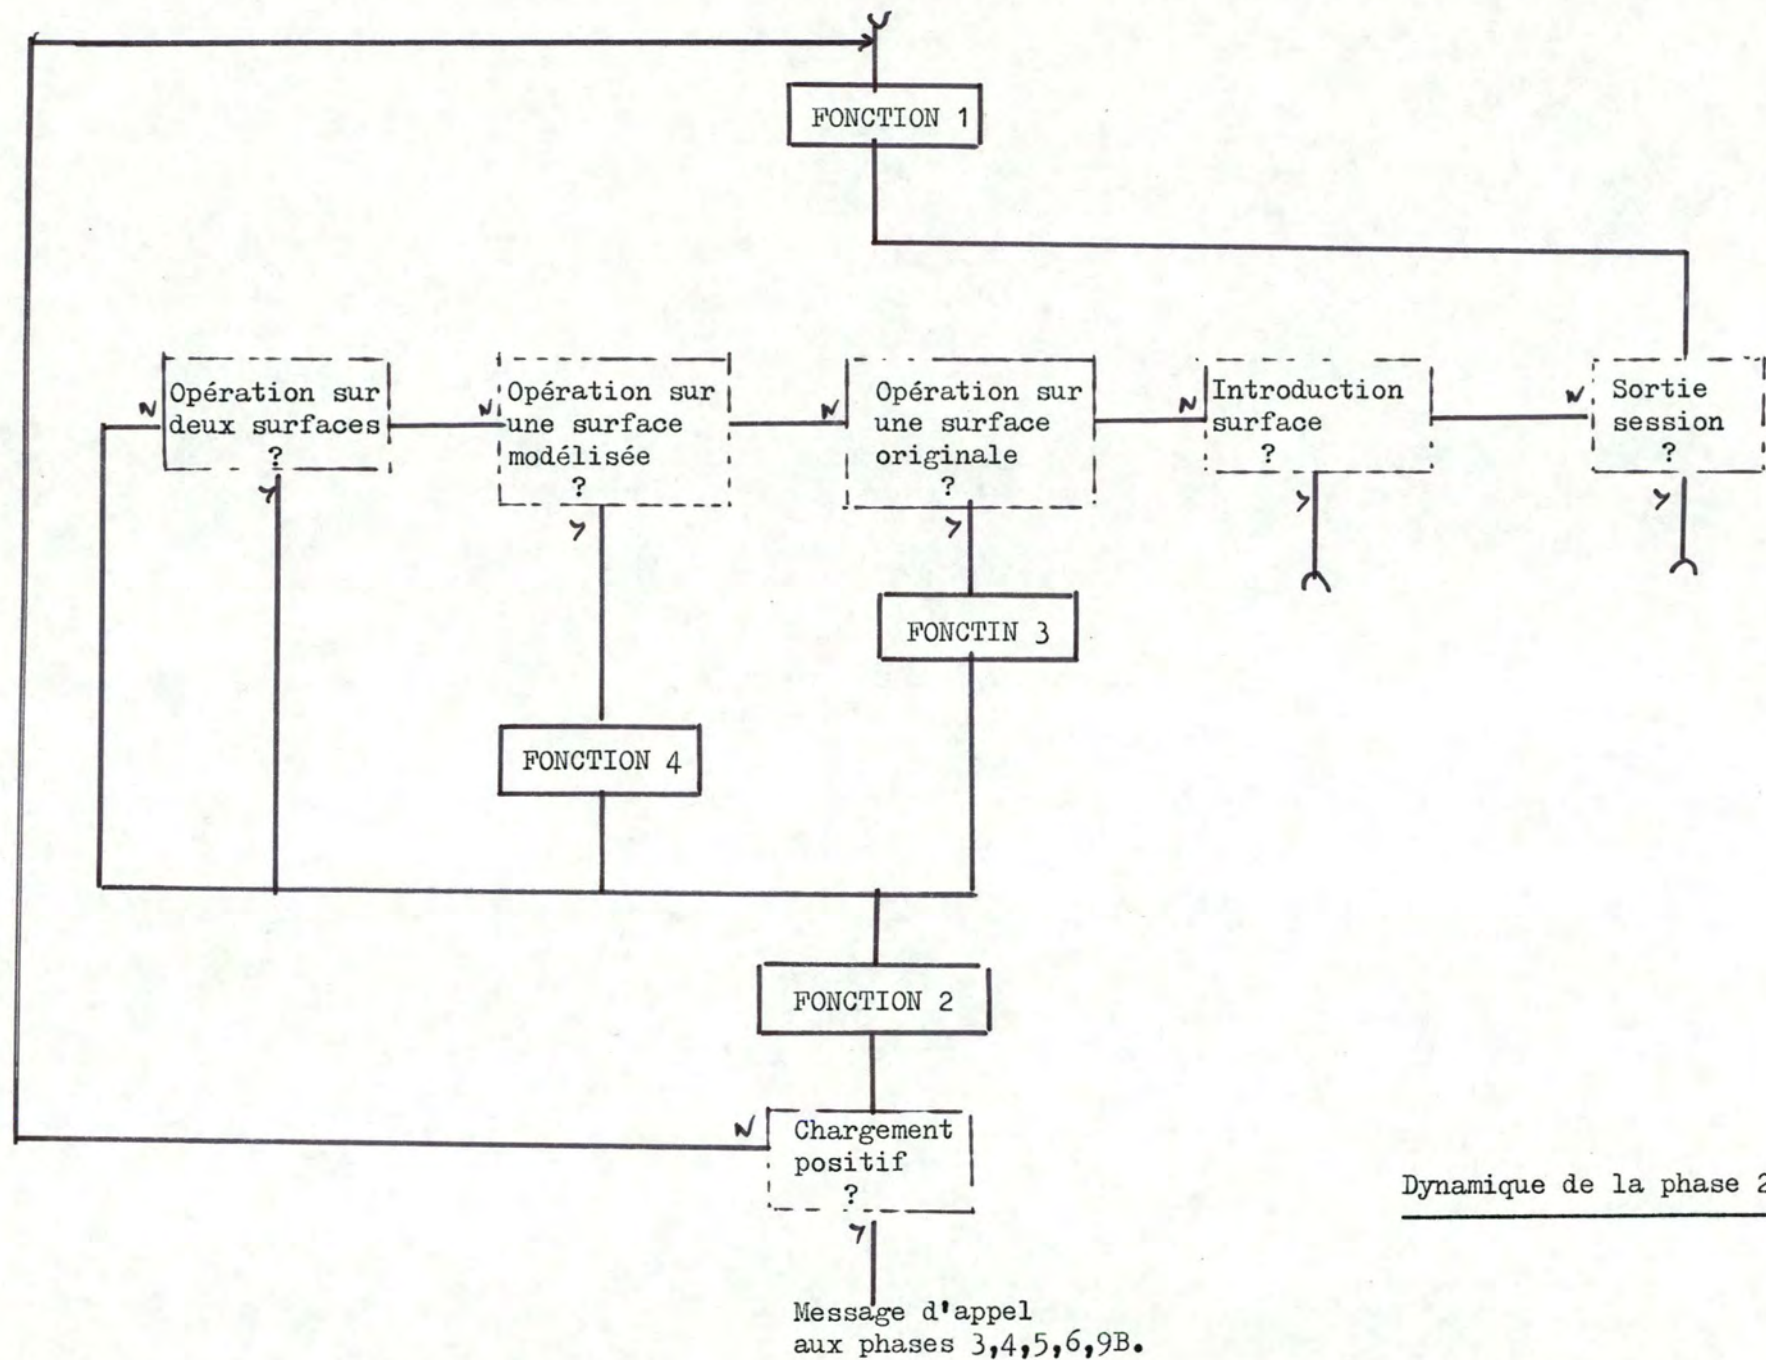 FONCTION 1
N
Opération sur
deux surfaces
?
Y
N
Opération sur
une surface
modélisée
?
Y
N
Opération sur
une surface
originale
?
Y
N
Introduction
surface
?
Y
N
Sortie
session
?
Y
FONCTIN 3
FONCTION 4
FONCTION 2
N
Chargement
positif
?
Y
Dynamique de la phase 2
Message d'appel
aux phases 3,4,5,6,9B.